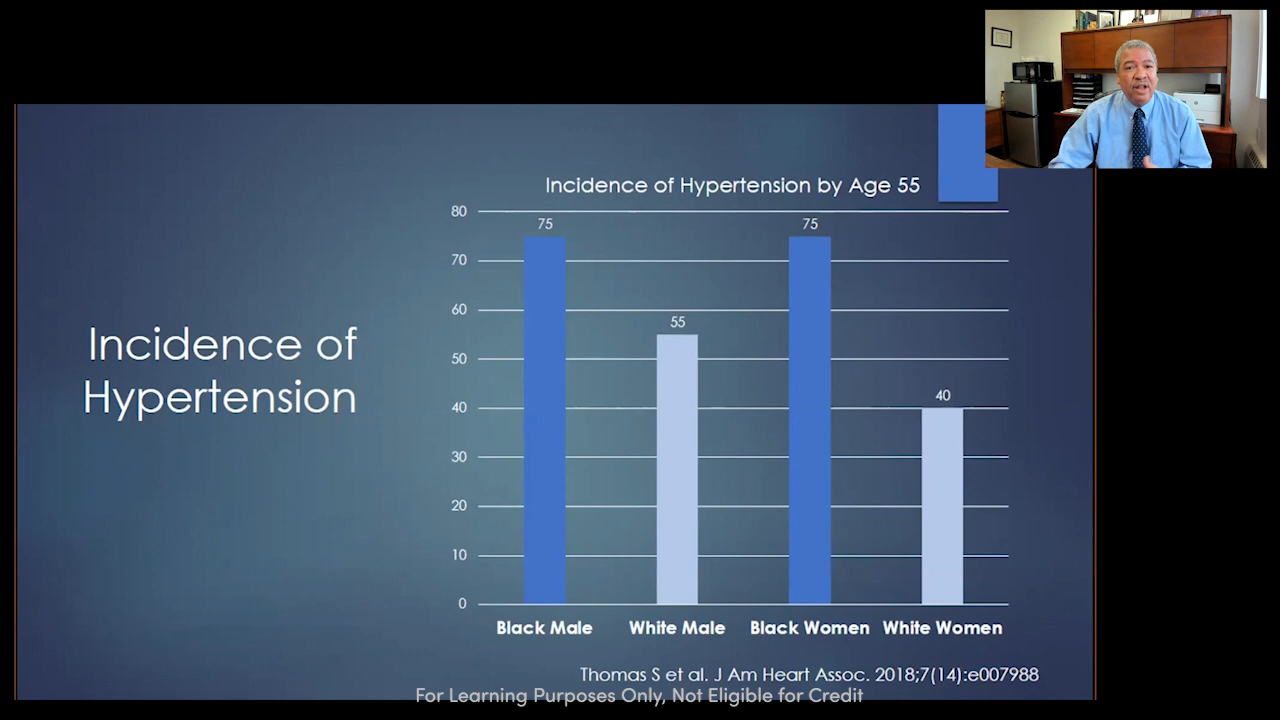 Incidence of
Hypertension
Incidence of Hypertension by Age 55
80
70
60
50
40
30
20
10
0
75
55
75
40
Black Male
White Male
Black Women
White Women
Thomas S et al. J Am Heart Assoc. 2018;7(14):e007988
For Learning Purposes Only, Not Eligible for Credit